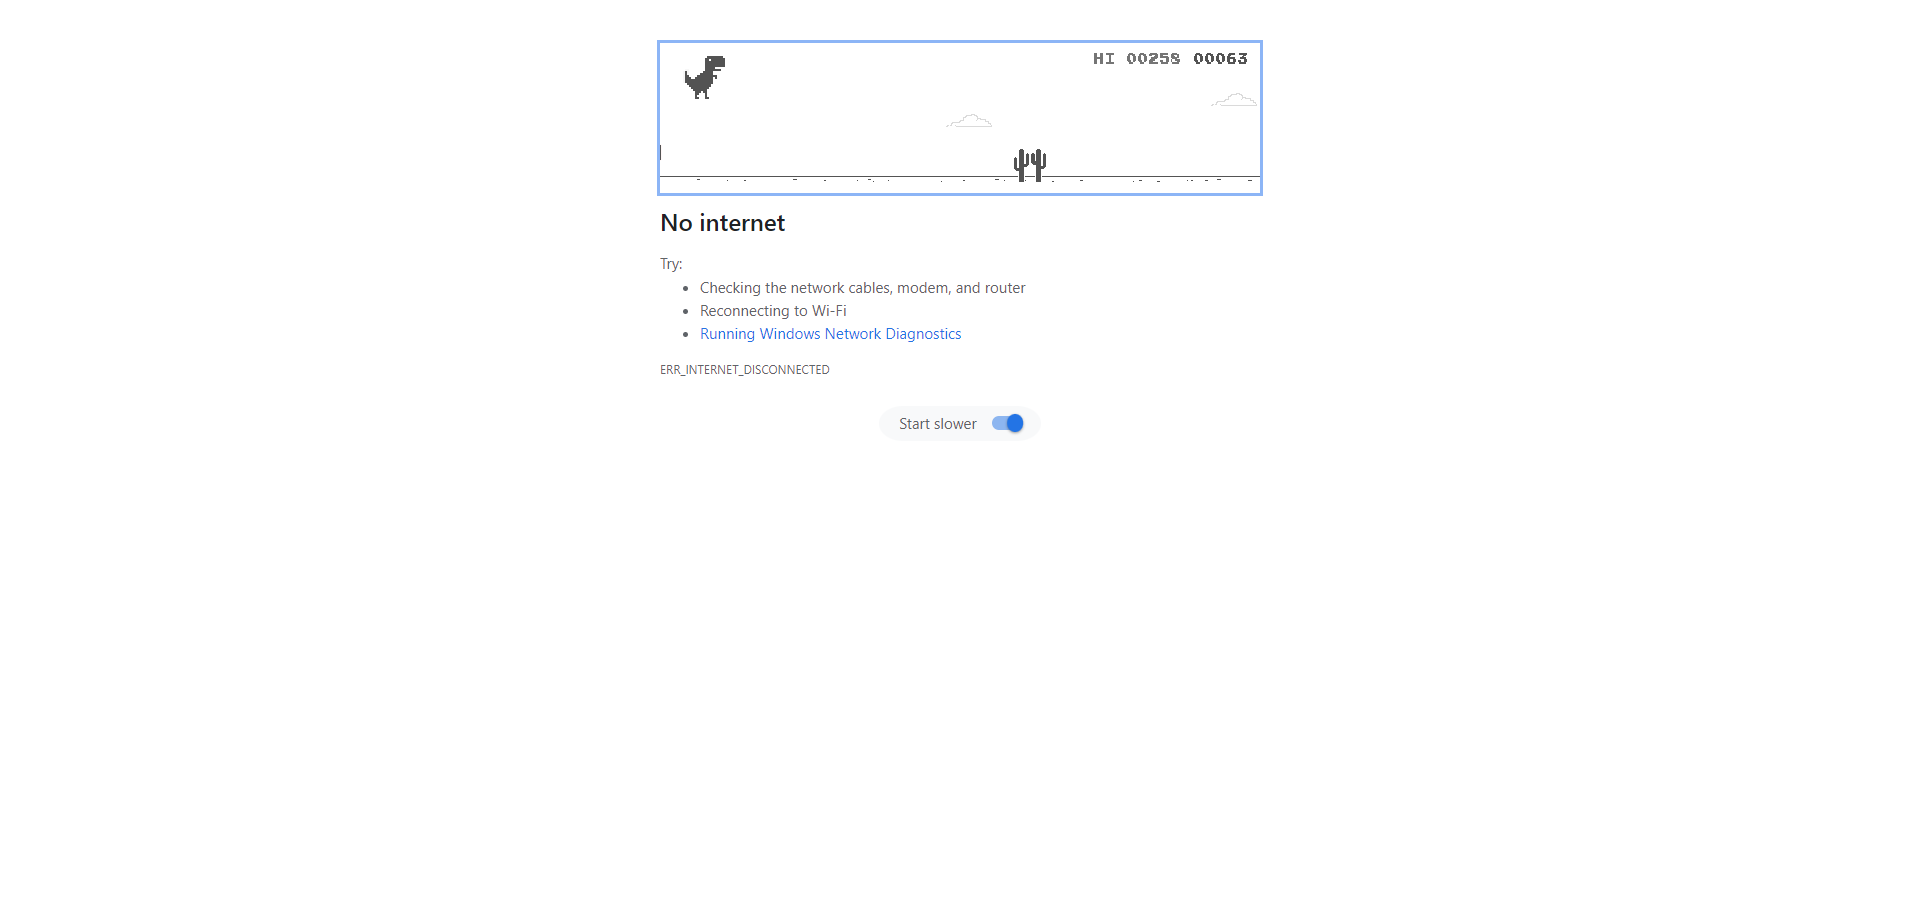 HI 00258 00063
No internet
Try:
Checking the network cables, modem, and router
Reconnecting to Wi-Fi
Running Windows Network Diagnostics
ERR_INTERNET_DISCONNECTED
Start slower